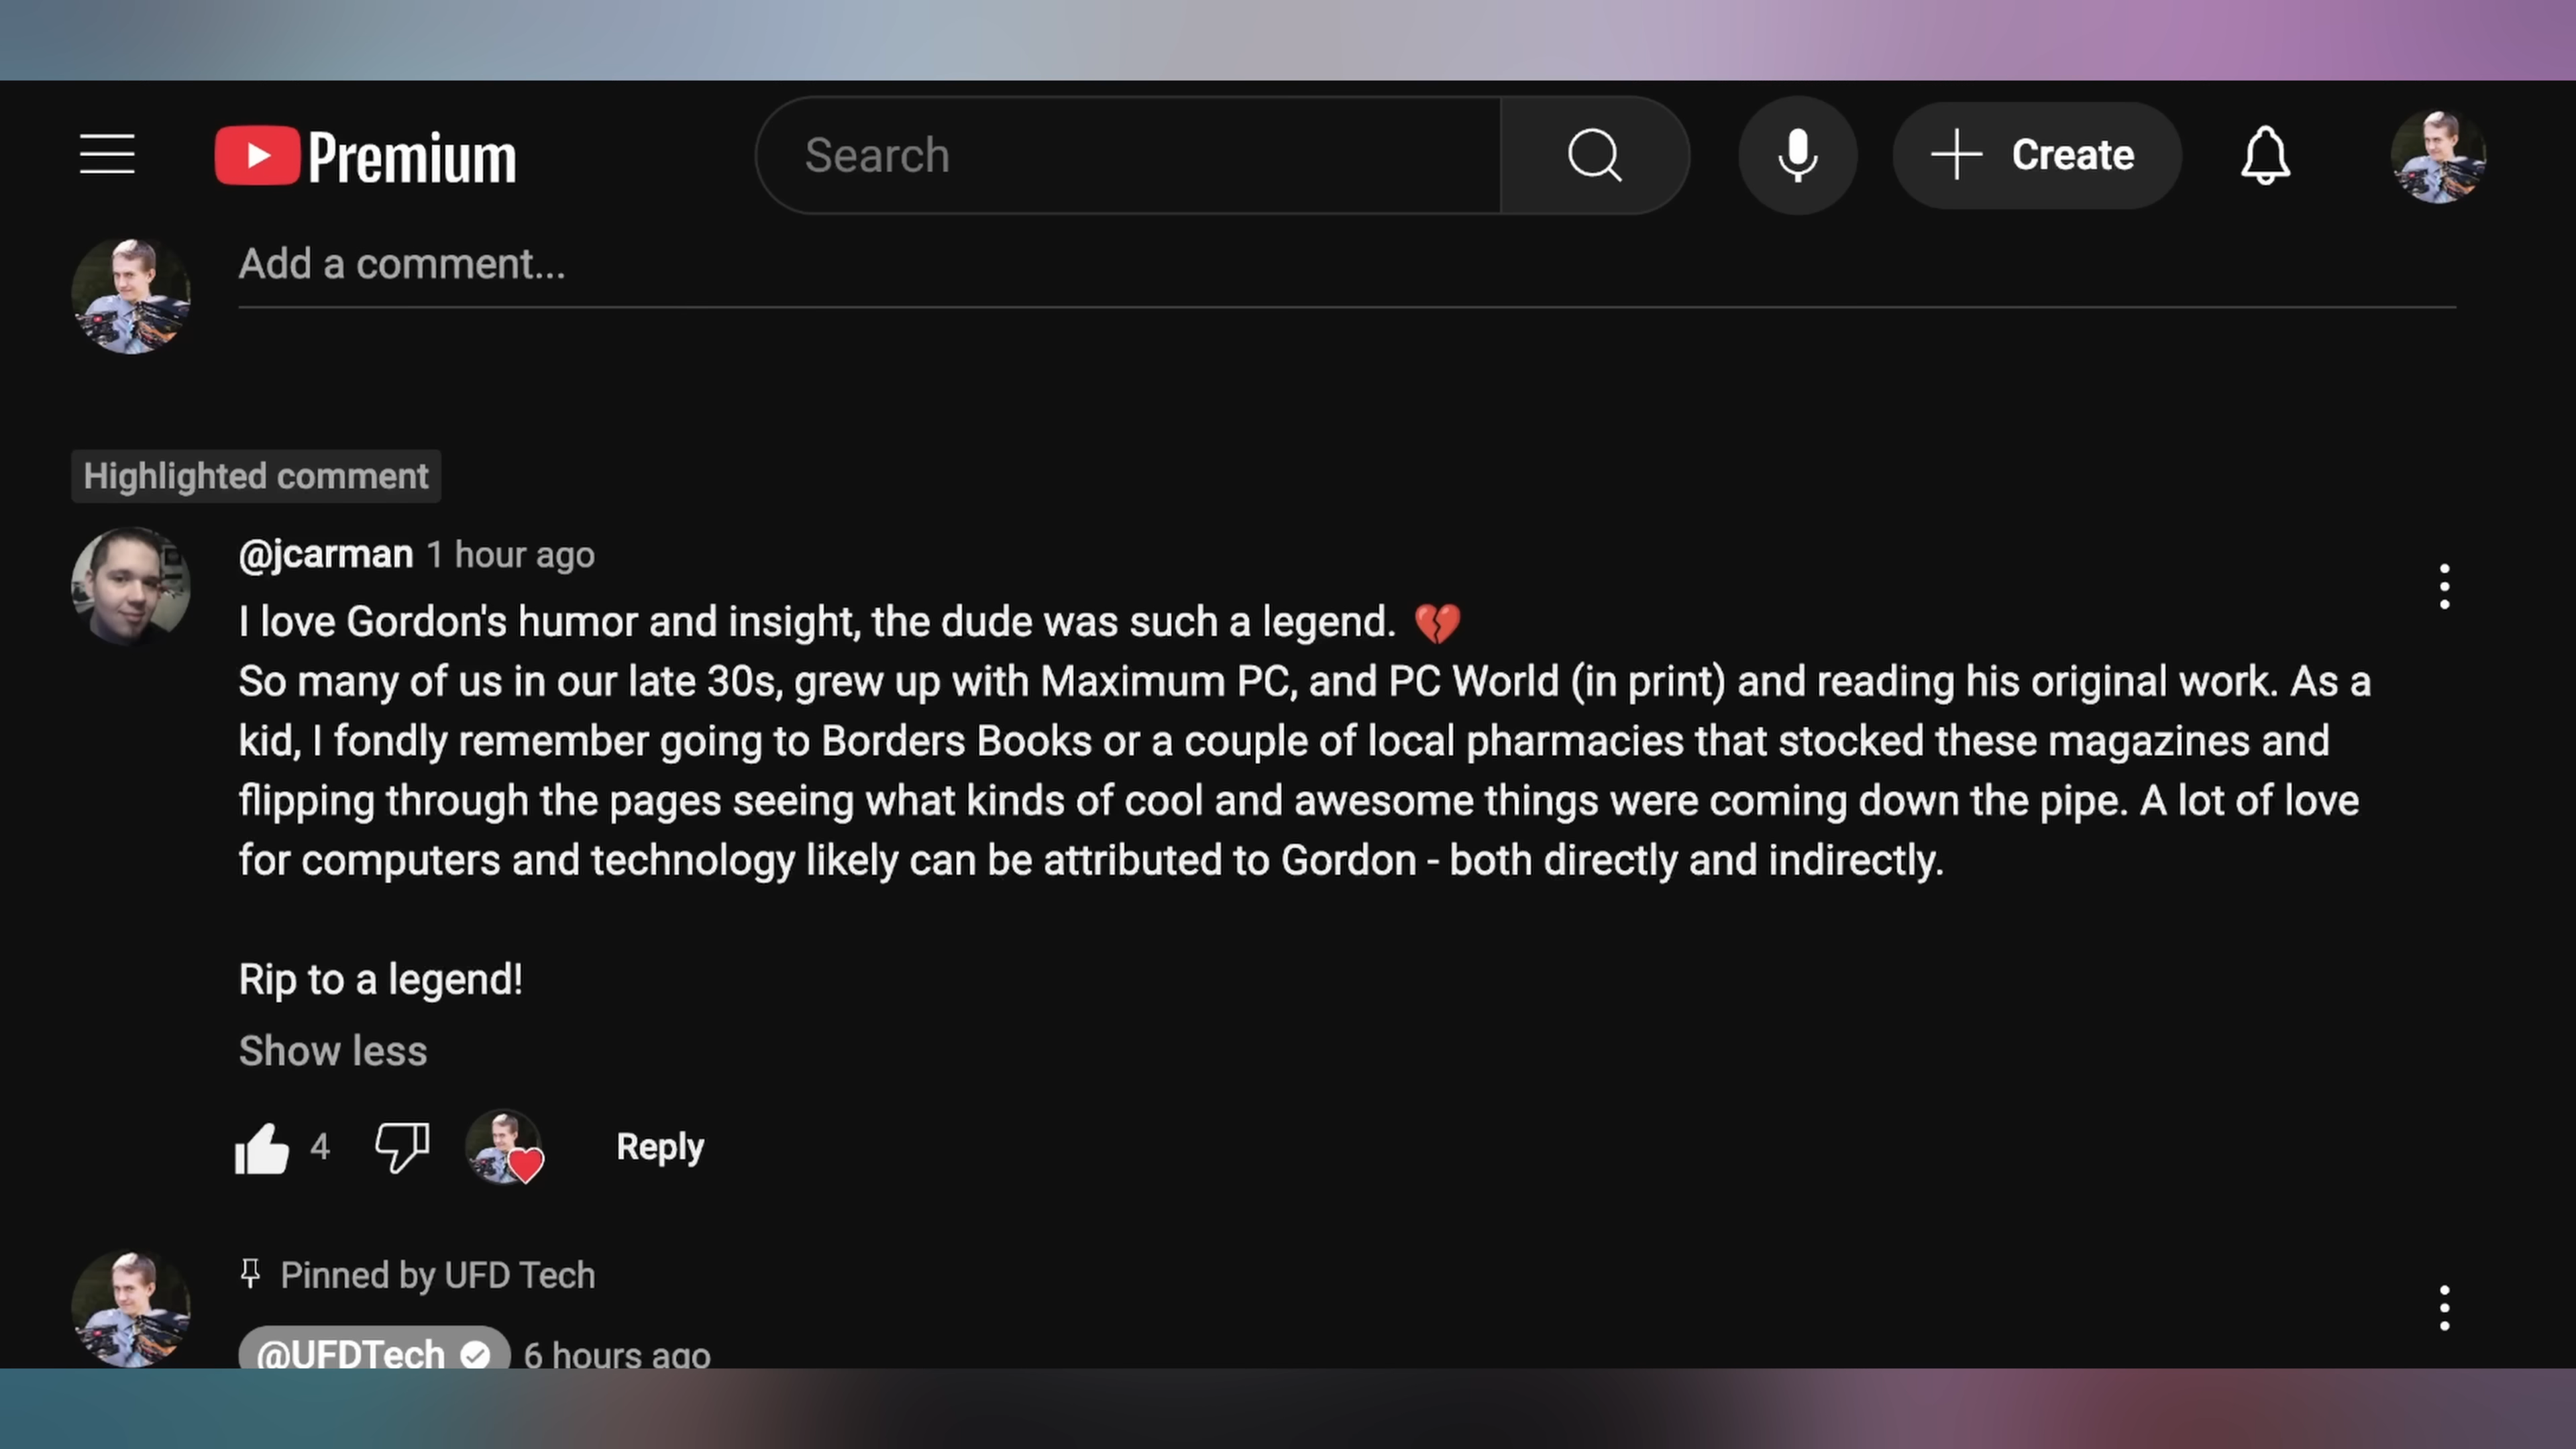 Premium
Search
Create
Add a comment...
Highlighted comment
@jcarman 1 hour ago
I love Gordon's humor and insight, the dude was such a legend. 💔
So many of us in our late 30s, grew up with Maximum PC, and PC World (in print) and reading his original work. As a
kid, I fondly remember going to Borders Books or a couple of local pharmacies that stocked these magazines and
flipping through the pages seeing what kinds of cool and awesome things were coming down the pipe. A lot of love
for computers and technology likely can be attributed to Gordon - both directly and indirectly.
Rip to a legend!
Show less
4
Reply
Pinned by UFD Tech
@UFDTech 6 hours ago